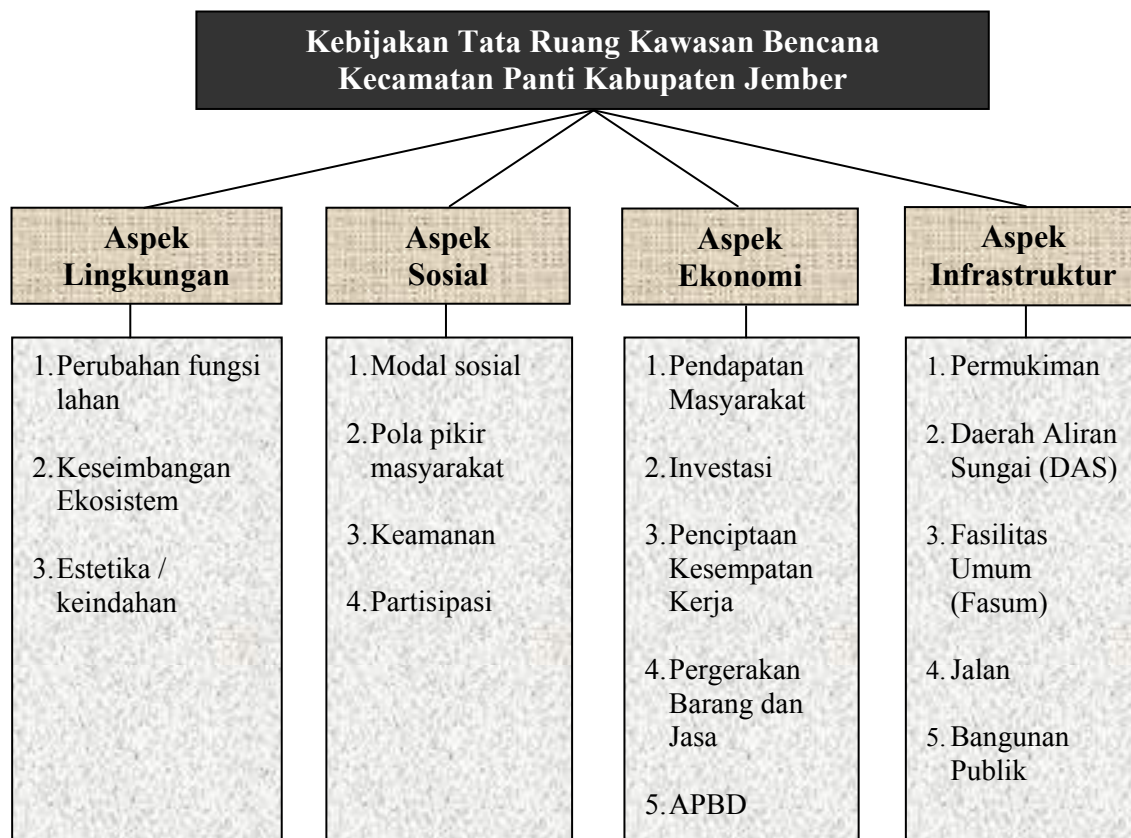 Kebijakan Tata Ruang Kawasan Bencana
Kecamatan Panti Kabupaten Jember
Aspek
Lingkungan
1. Perubahan fungsi
lahan
2. Keseimbangan
Ekosistem
3. Estetika /
keindahan
Aspek
Sosial
1. Modal sosial
2. Pola pikir
masyarakat
3. Keamanan
4. Partisipasi
Aspek
Ekonomi
1. Pendapatan
Masyarakat
2. Investasi
3. Penciptaan
Kesempatan
Kerja
4. Pergerakan
Barang dan
Jasa
5. APBD
Aspek
Infrastruktur
1. Permukiman
2. Daerah Aliran
Sungai (DAS)
3. Fasilitas
Umum
(Fasum)
4. Jalan
5. Bangunan
Publik